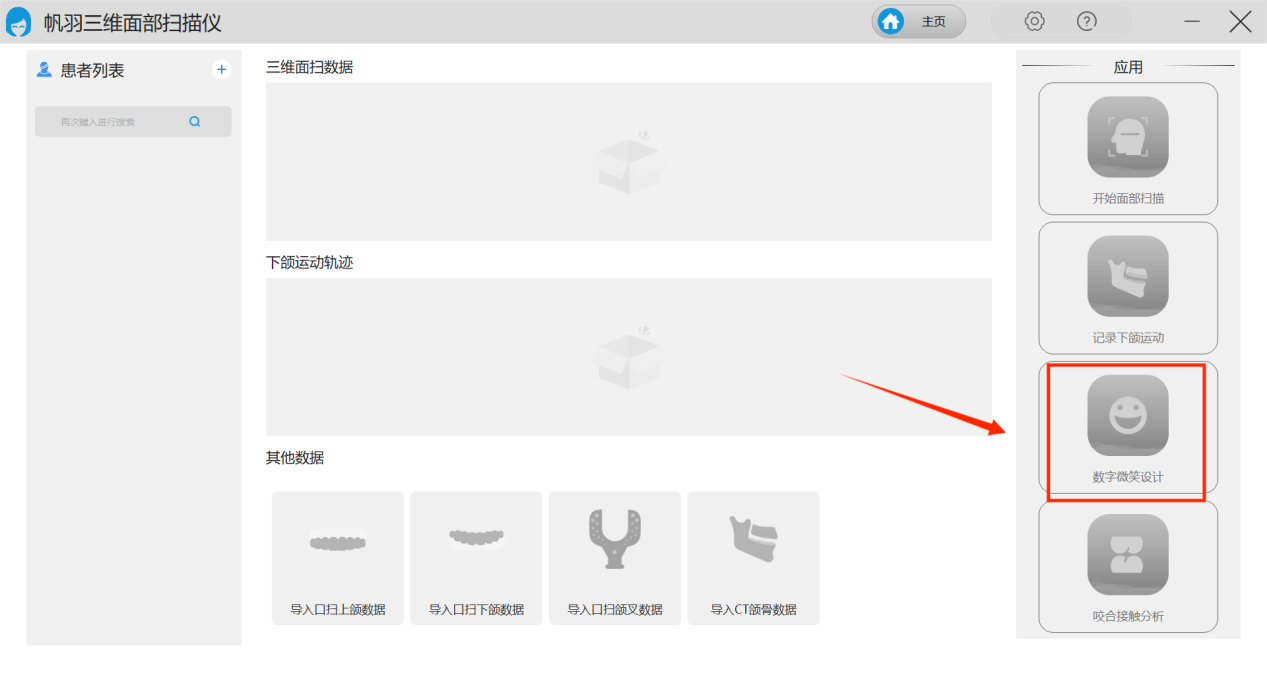 帆羽三维面部扫描仪
主页
患者列表
再次键入进行搜索
三维面扫数据
下颌运动轨迹
其他数据
导入口扫上颌数据
导入口扫下颌数据
导入口扫颌叉数据
导入CT颌骨数据
应用
开始面部扫描
记录下颌运动
数字微笑设计
咬合接触分析